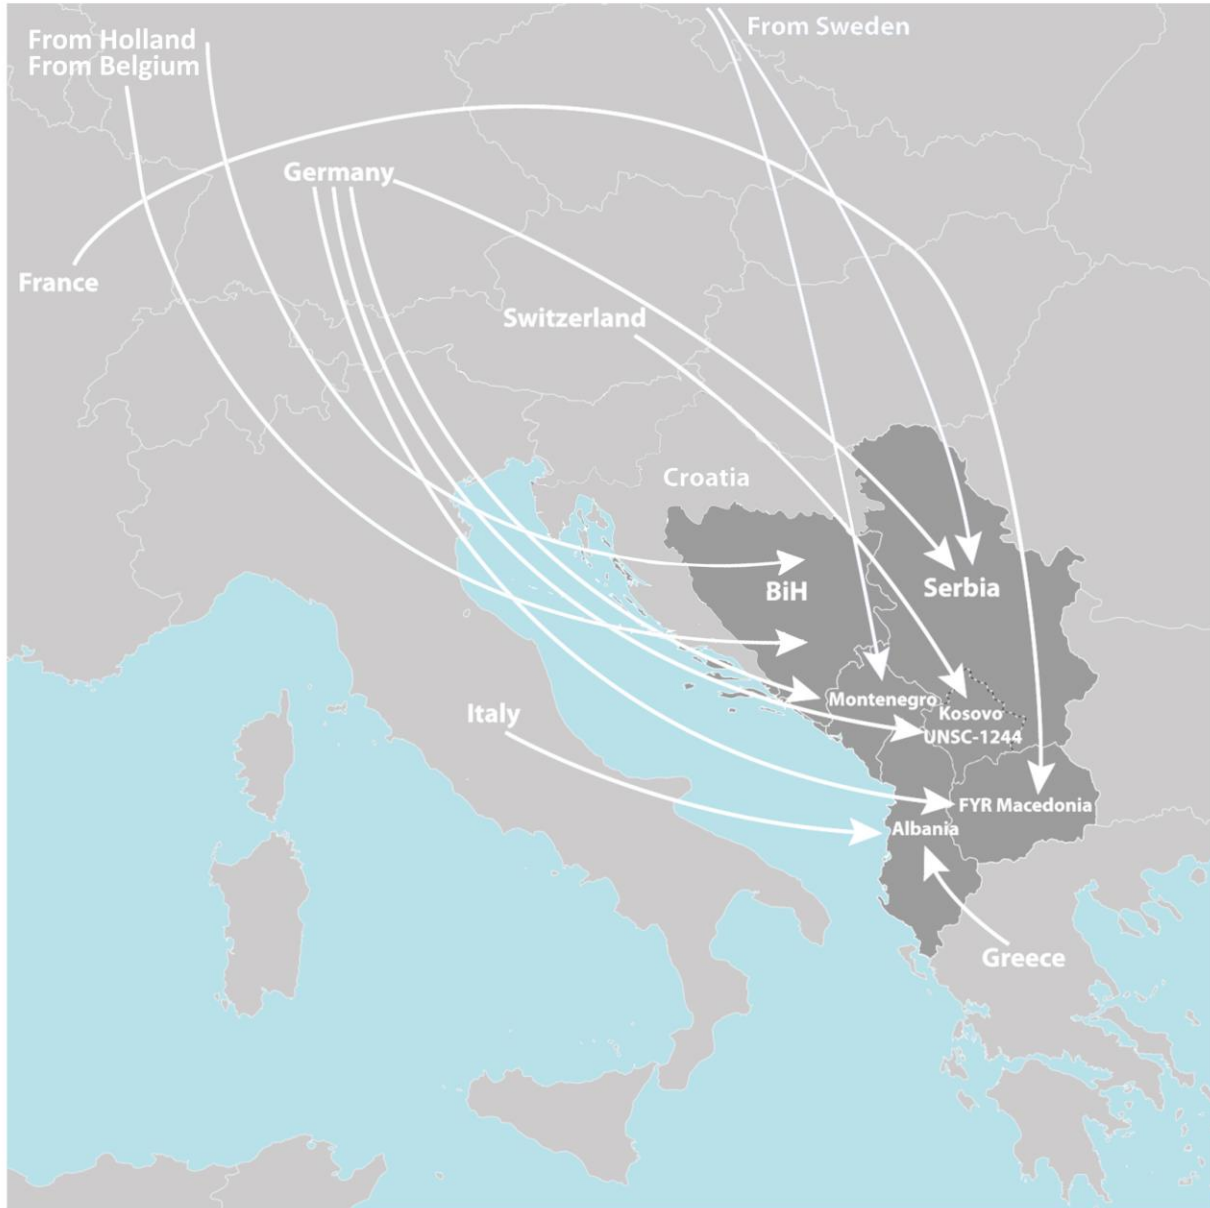 From Holland
From Belgium
From Sweden
Germany
France
Switzerland
Croatia
BiH
Serbia
Montenegro
Kosovo
UNSC-1244
Italy
FYR Macedonia
Albania
Greece